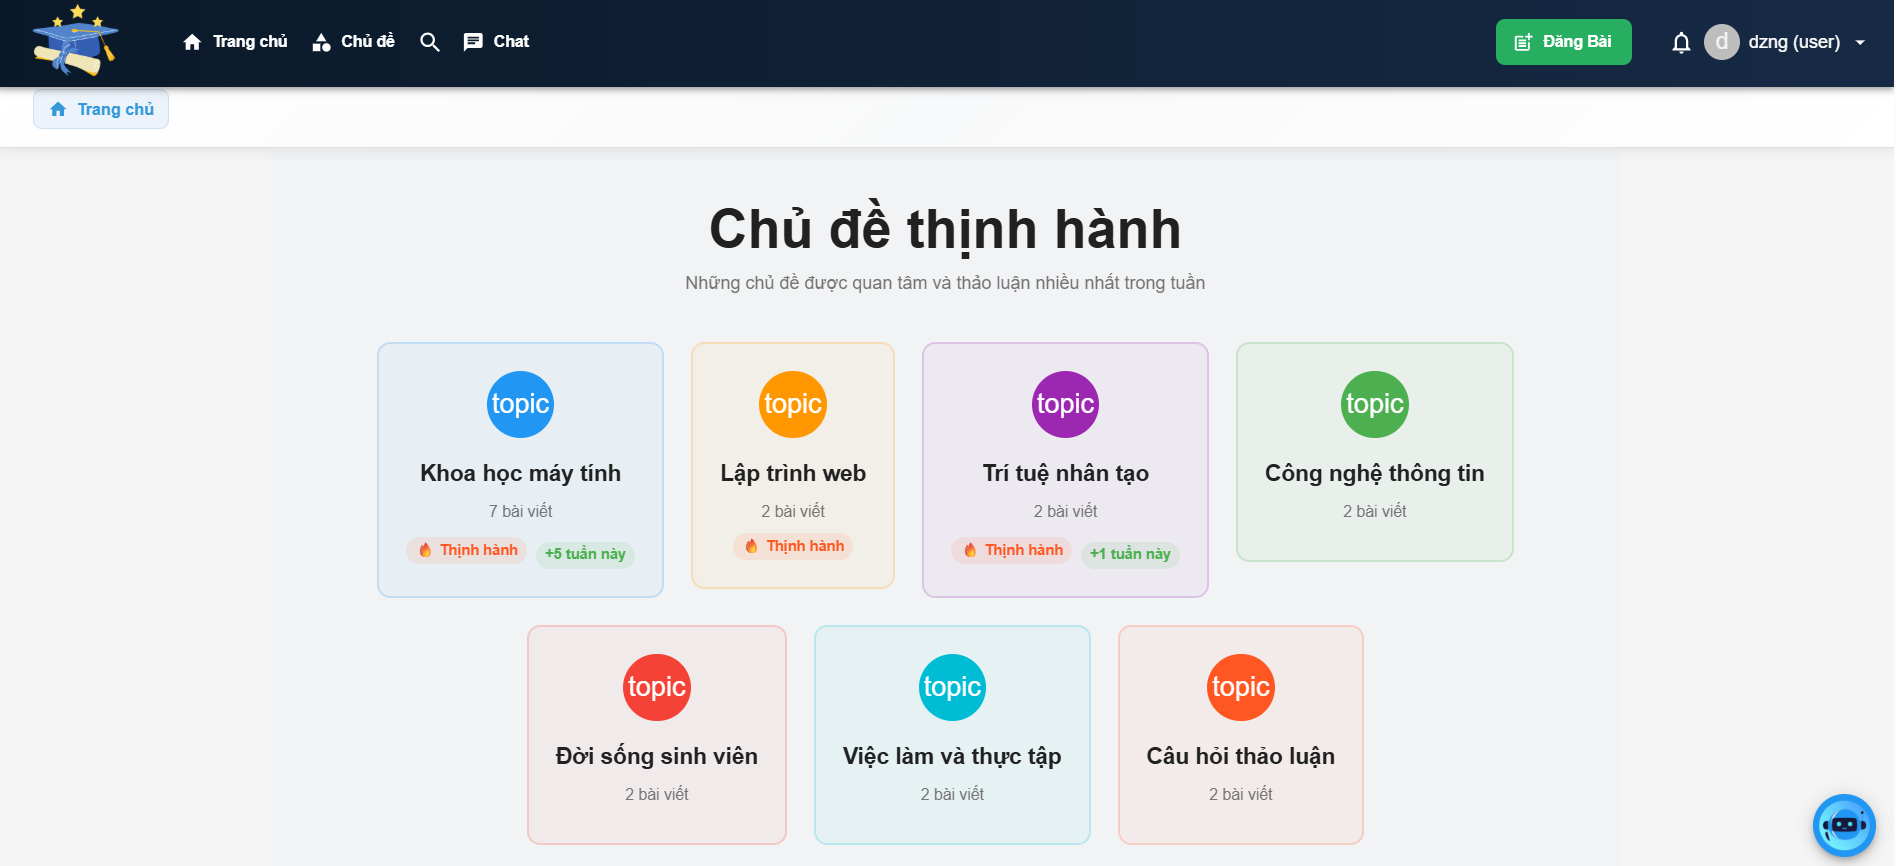 Trang chủ
Chủ đề
Chat
Đăng Bài
d
dzng (user)
Trang chủ
Chủ đề thịnh hành
Những chủ đề được quan tâm và thảo luận nhiều nhất trong tuần
topic
Khoa học máy tính
7 bài viết
Thịnh hành
+5 tuần này
topic
Lập trình web
2 bài viết
Thịnh hành
topic
Trí tuệ nhân tạo
2 bài viết
Thịnh hành
+1 tuần này
topic
Công nghệ thông tin
2 bài viết
topic
Đời sống sinh viên
2 bài viết
topic
Việc làm và thực tập
2 bài viết
topic
Câu hỏi thảo luận
2 bài viết